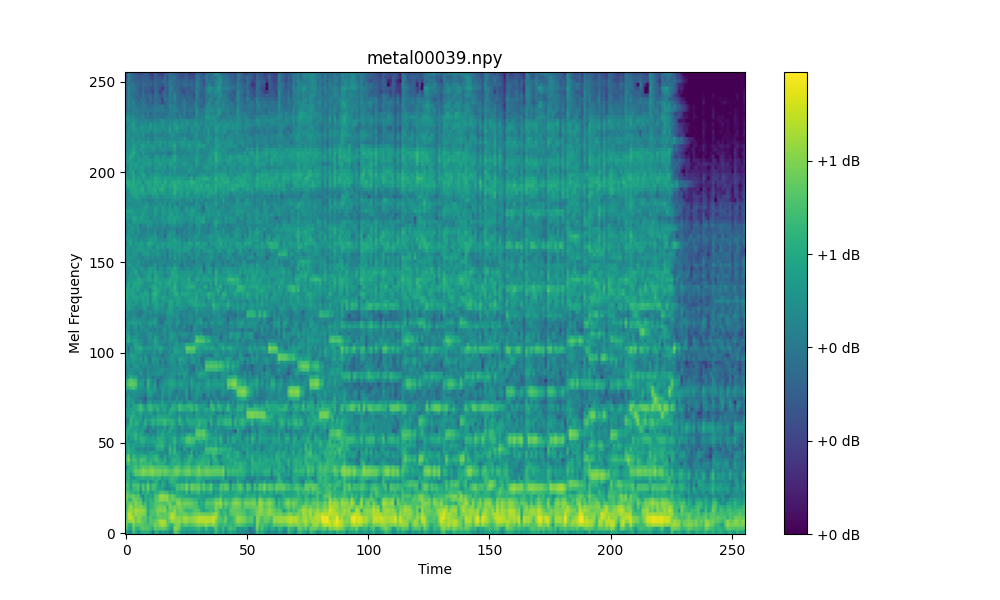 metal00039.npy
250
200
150
100
50
0
Mel Frequency
0 50 100 150 200 250
Time
+1 dB
+1 dB
+0 dB
+0 dB
+0 dB